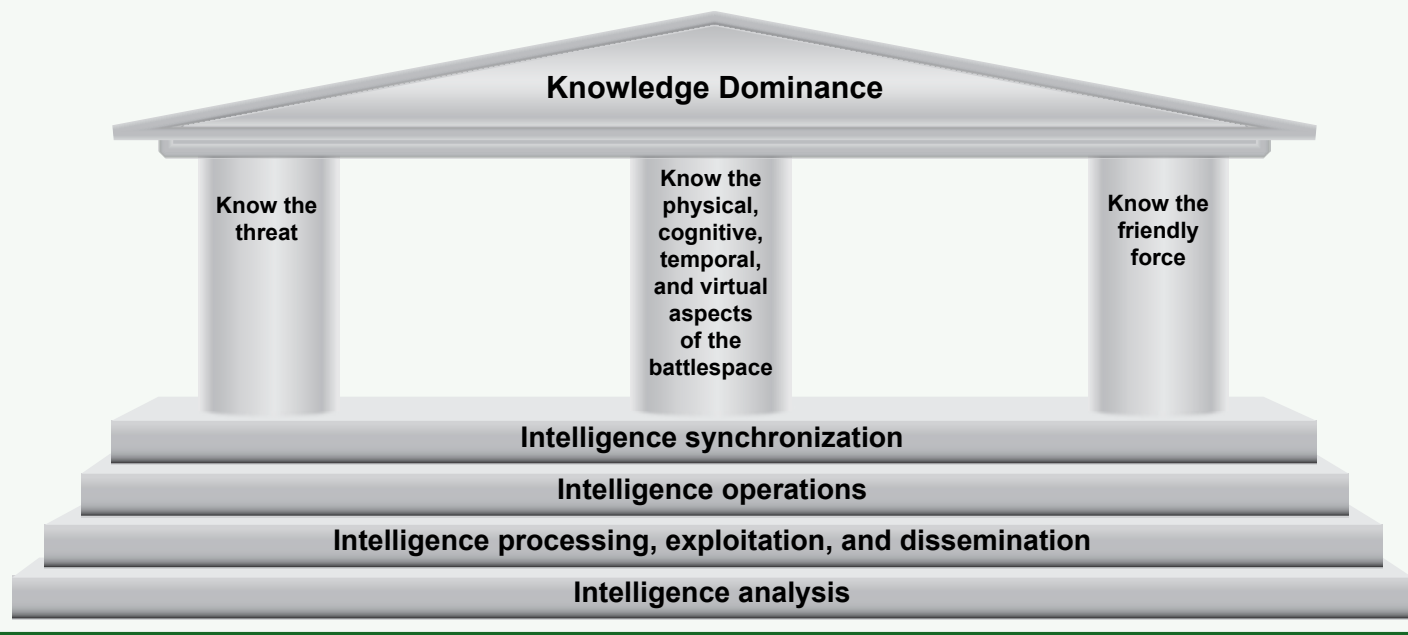 Knowledge Dominance
Know the
threat
Know the
physical,
cognitive,
temporal,
and virtual
aspects
of the
battlespace
Know the
friendly
force
Intelligence synchronization
Intelligence operations
Intelligence processing, exploitation, and dissemination
Intelligence analysis